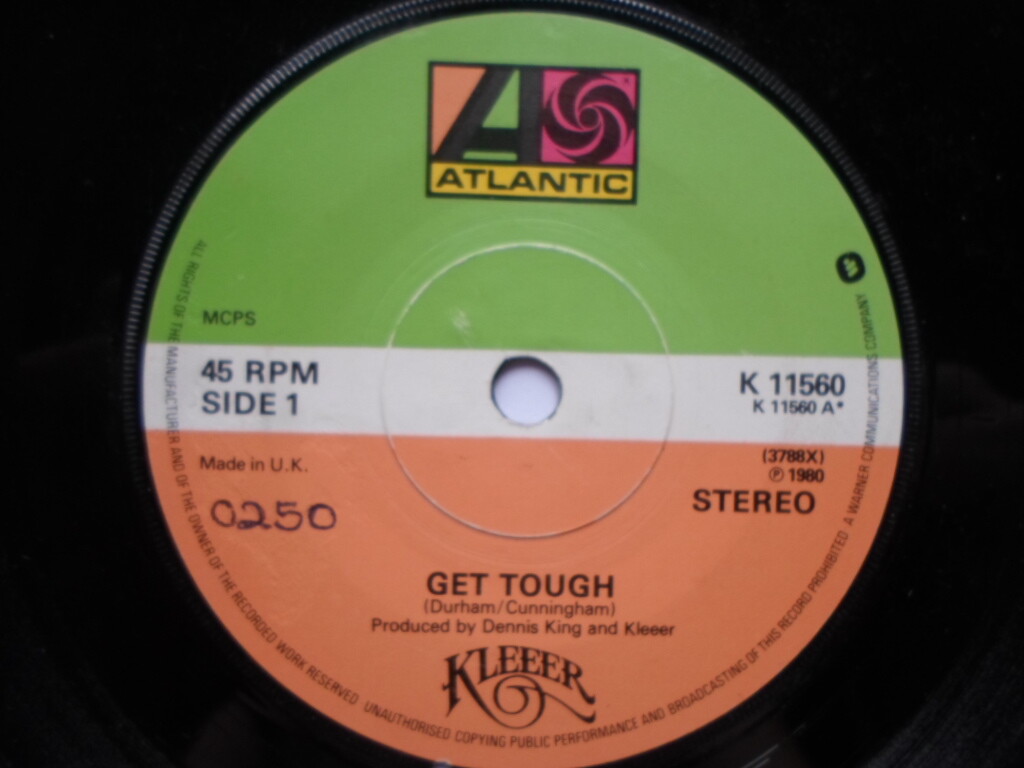 ATLANTIC
MCPS
45 RPM
SIDE 1
K 11560
K 11560 A*
Made in U.K.
(3788X)
℗ 1980
STEREO
0250
GET TOUGH
(Durham/Cunningham)
Produced by Dennis King and Kleeer
KLEEER
ALL RIGHTS OF THE MANUFACTURER AND OF THE OWNER OF THE RECORDED WORK RESERVED UNAUTHORISED COPYING PUBLIC PERFORMANCE AND BROADCASTING OF THIS RECORD PROHIBITED A WARNER COMMUNICATIONS COMPANY